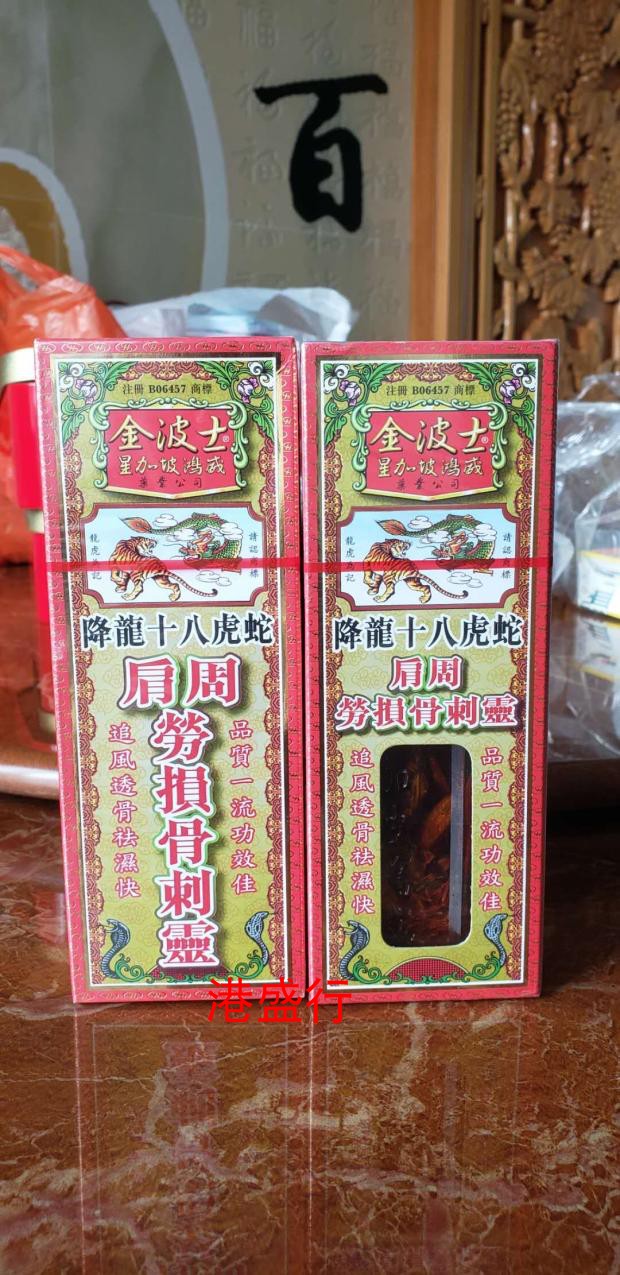 百
註冊 B06457 商標
金波士®
星加坡鴻威
藥業公司
請認
標
龍虎
記
降龍十八虎蛇
肩周
勞損骨刺靈
品質一流功效佳
追風透骨祛濕快
註冊 B06457 商標
金波士®
星加坡鴻威
藥業公司
請認
標
龍虎
記
降龍十八虎蛇
肩周
勞損骨刺靈
品質一流功效佳
追風透骨祛濕快
港盛行